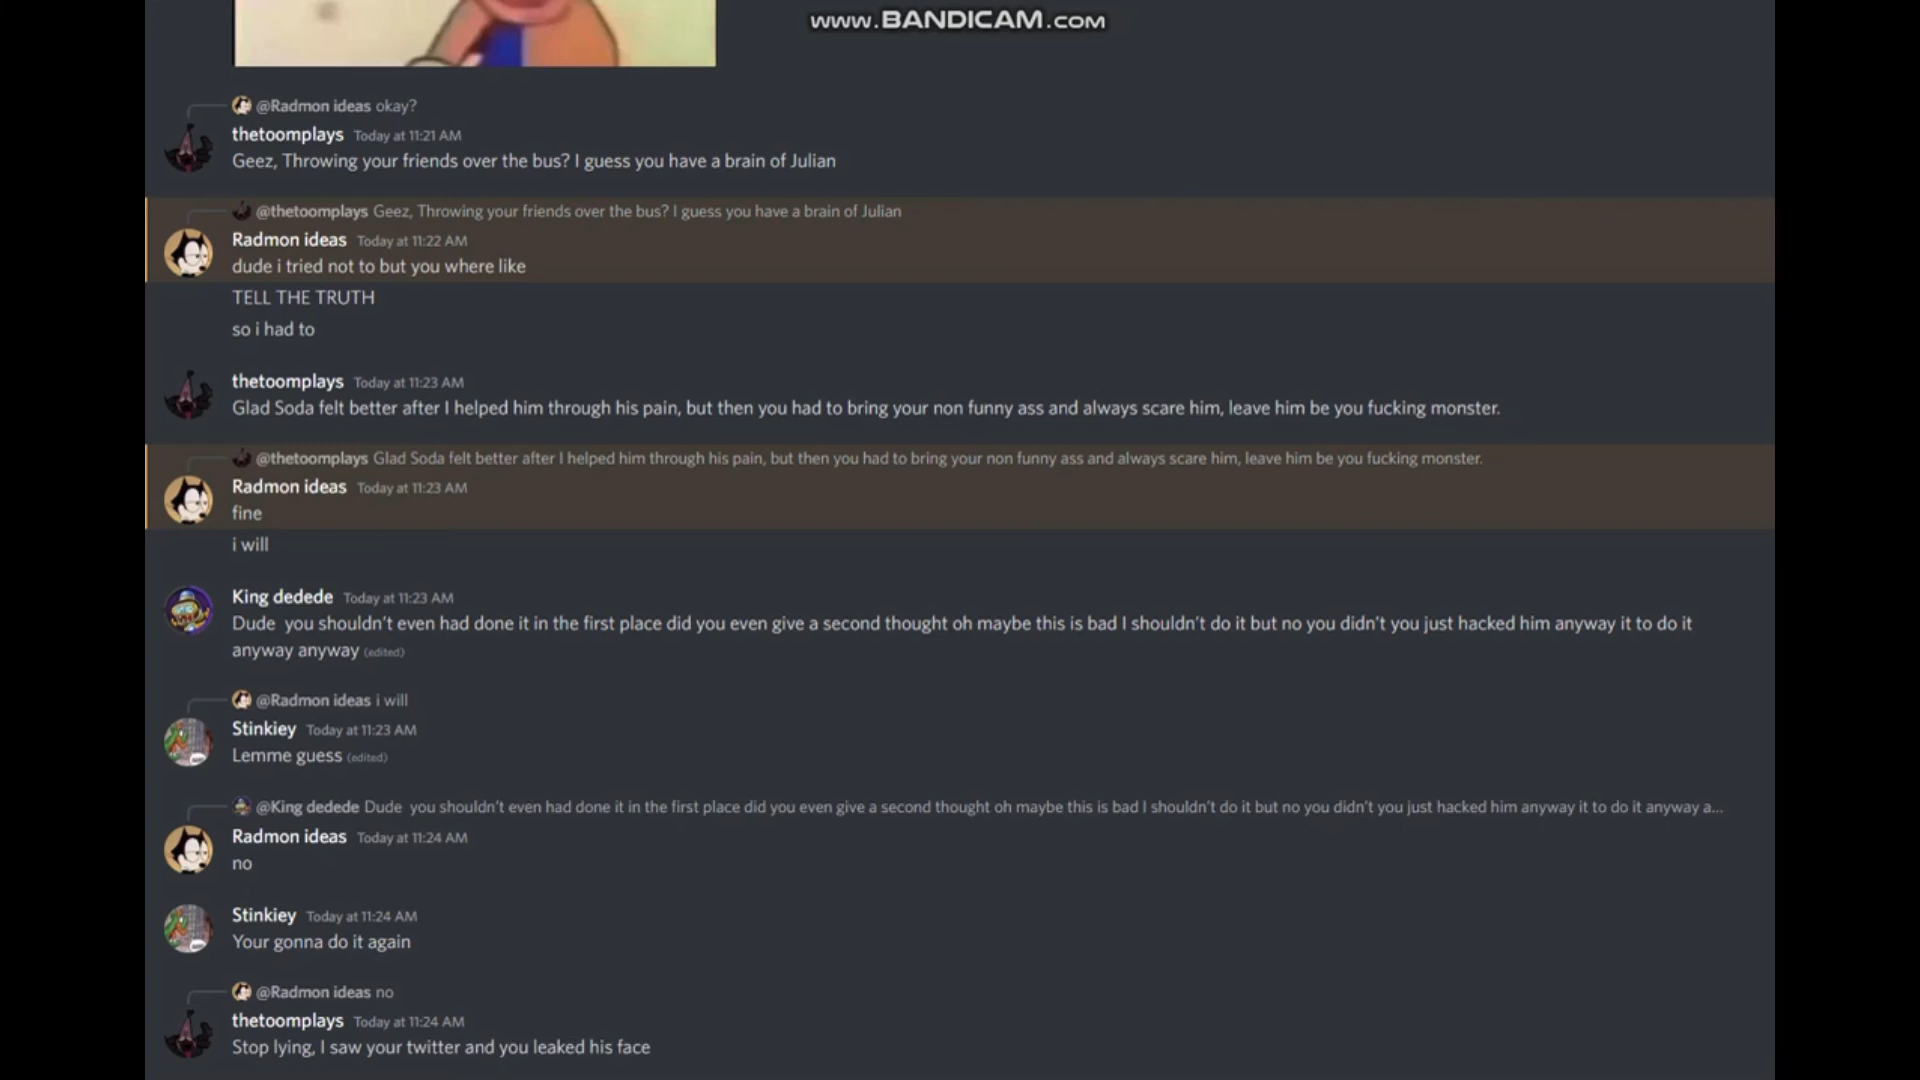 www.BANDICAM.com
@Radmon ideas okay?
thetoomplays Today at 11:21 AM
Geez, Throwing your friends over the bus? I guess you have a brain of Julian
@thetoomplays Geez, Throwing your friends over the bus? I guess you have a brain of Julian
Radmon ideas Today at 11:22 AM
dude i tried not to but you where like
TELL THE TRUTH
so i had to
thetoomplays Today at 11:23 AM
Glad Soda felt better after I helped him through his pain, but then you had to bring your non funny ass and always scare him, leave him be you fucking monster.
@thetoomplays Glad Soda felt better after I helped him through his pain, but then you had to bring your non funny ass and always scare him, leave him be you fucking monster.
Radmon ideas Today at 11:23 AM
fine
i will
King dedede Today at 11:23 AM
Dude you shouldn't even had done it in the first place did you even give a second thought oh maybe this is bad I shouldn't do it but no you didn't you just hacked him anyway it to do it
anyway anyway (edited)
@Radmon ideas i will
Stinkiey Today at 11:23 AM
Lemme guess (edited)
@King dedede Dude you shouldn't even had done it in the first place did you even give a second thought oh maybe this is bad I shouldn't do it but no you didn't you just hacked him anyway it to do it anyway a...
Radmon ideas Today at 11:24 AM
no
Stinkiey Today at 11:24 AM
Your gonna do it again
@Radmon ideas no
thetoomplays Today at 11:24 AM
Stop lying, I saw your twitter and you leaked his face